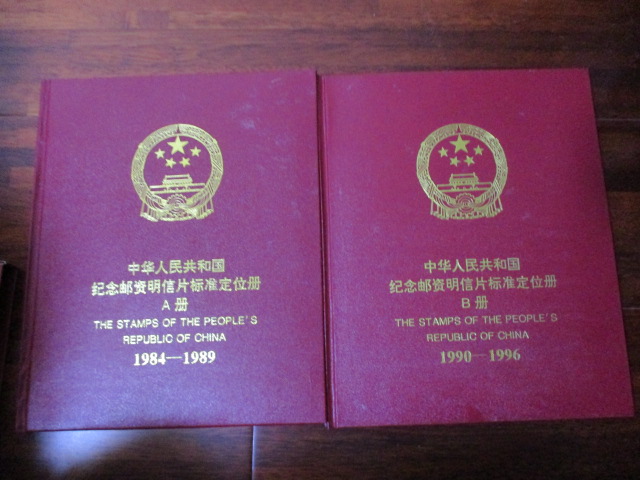 中华人民共和国
纪念邮资明信片标准定位册
A 册
THE STAMPS OF THE PEOPLE'S
REPUBLIC OF CHINA
1984—1989
中华人民共和国
纪念邮资明信片标准定位册
B 册
THE STAMPS OF THE PEOPLE'S
REPUBLIC OF CHINA
1990—1996